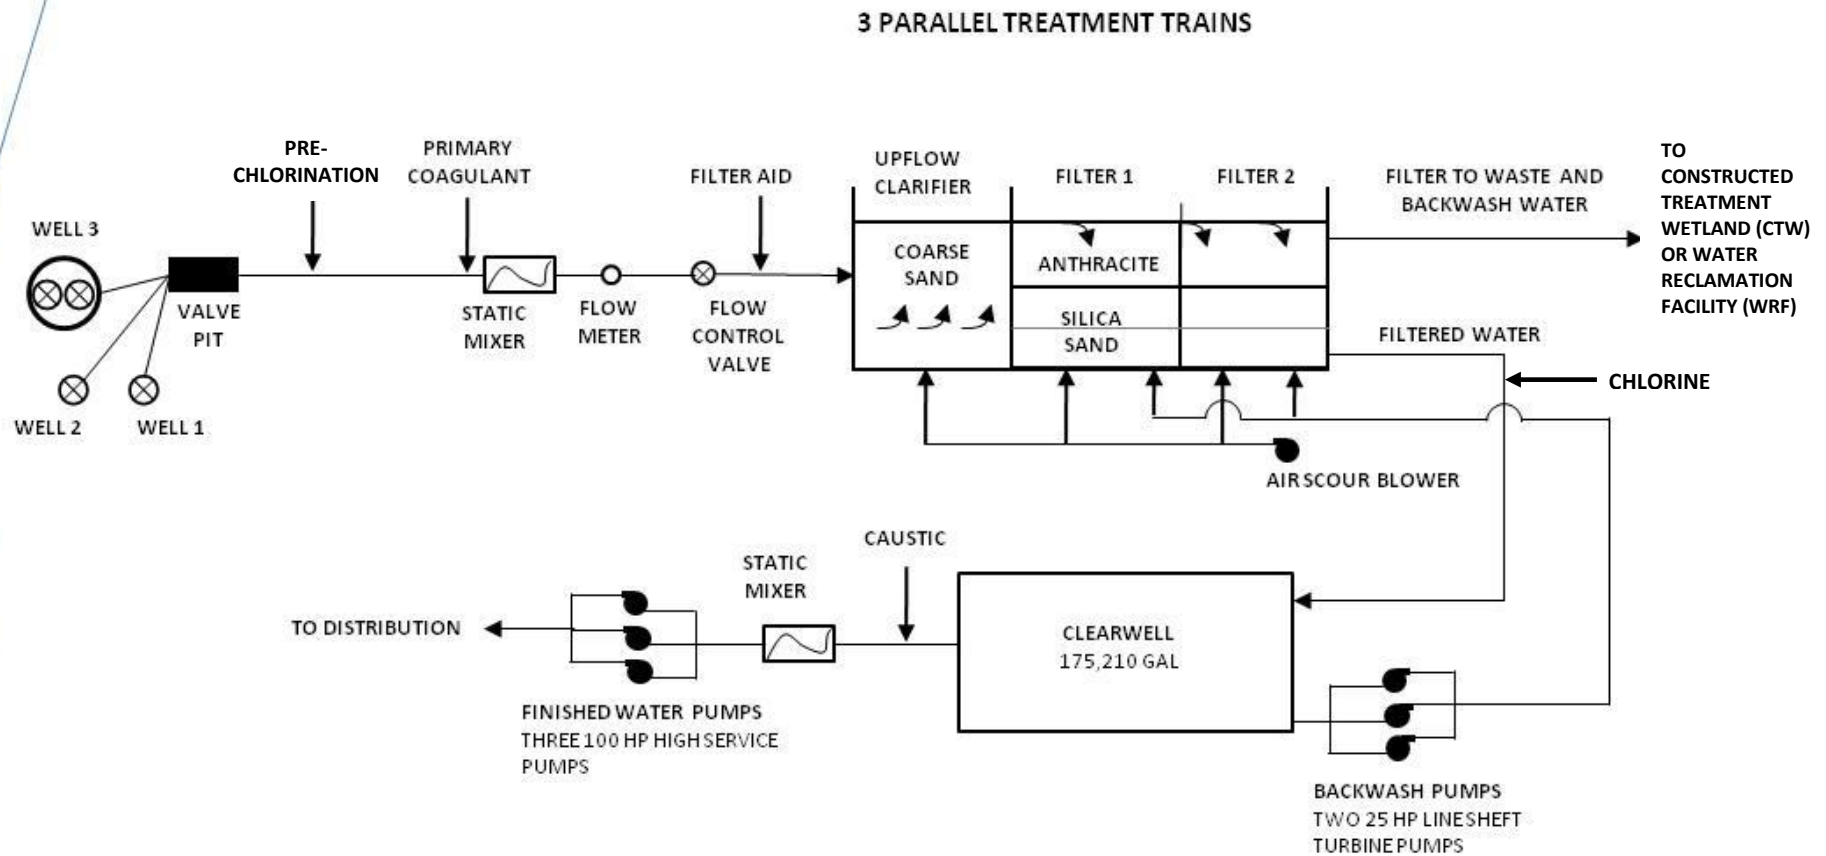 3 PARALLEL TREATMENT TRAINS
PRE-
CHLORINATION
PRIMARY
COAGULANT
FILTER AID
UPFLOW
CLARIFIER
FILTER 1
FILTER 2
FILTER TO WASTE AND
BACKWASH WATER
TO
CONSTRUCTED
TREATMENT
WETLAND (CTW)
OR WATER
RECLAMATION
FACILITY (WRF)
WELL 3
VALVE
PIT
STATIC
MIXER
FLOW
METER
FLOW
CONTROL
VALVE
COARSE
SAND
ANTHRACITE
SILICA
SAND
FILTERED WATER
CHLORINE
WELL 2
WELL 1
AIR SCOUR BLOWER
CAUSTIC
STATIC
MIXER
TO DISTRIBUTION
CLEARWELL
175,210 GAL
FINISHED WATER PUMPS
THREE 100 HP HIGH SERVICE
PUMPS
BACKWASH PUMPS
TWO 25 HP LINESHEFT
TURBINE PUMPS